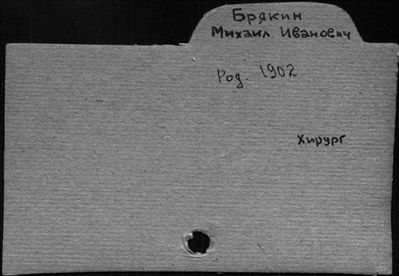 Брякин
Михаил Иванович
Род. 1902
Хирург